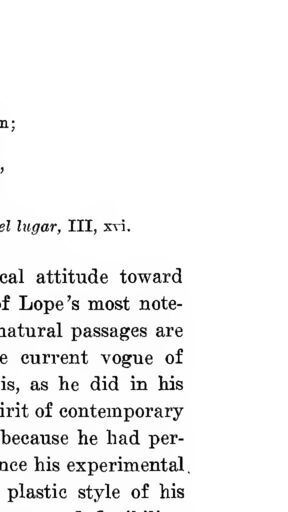 n;
,
el lugar, III, xvi.
cal attitude toward
of Lope's most note-
natural passages are
e current vogue of
is, as he did in his
irit of contemporary
because he had per-
nce his experimental
plastic style of his